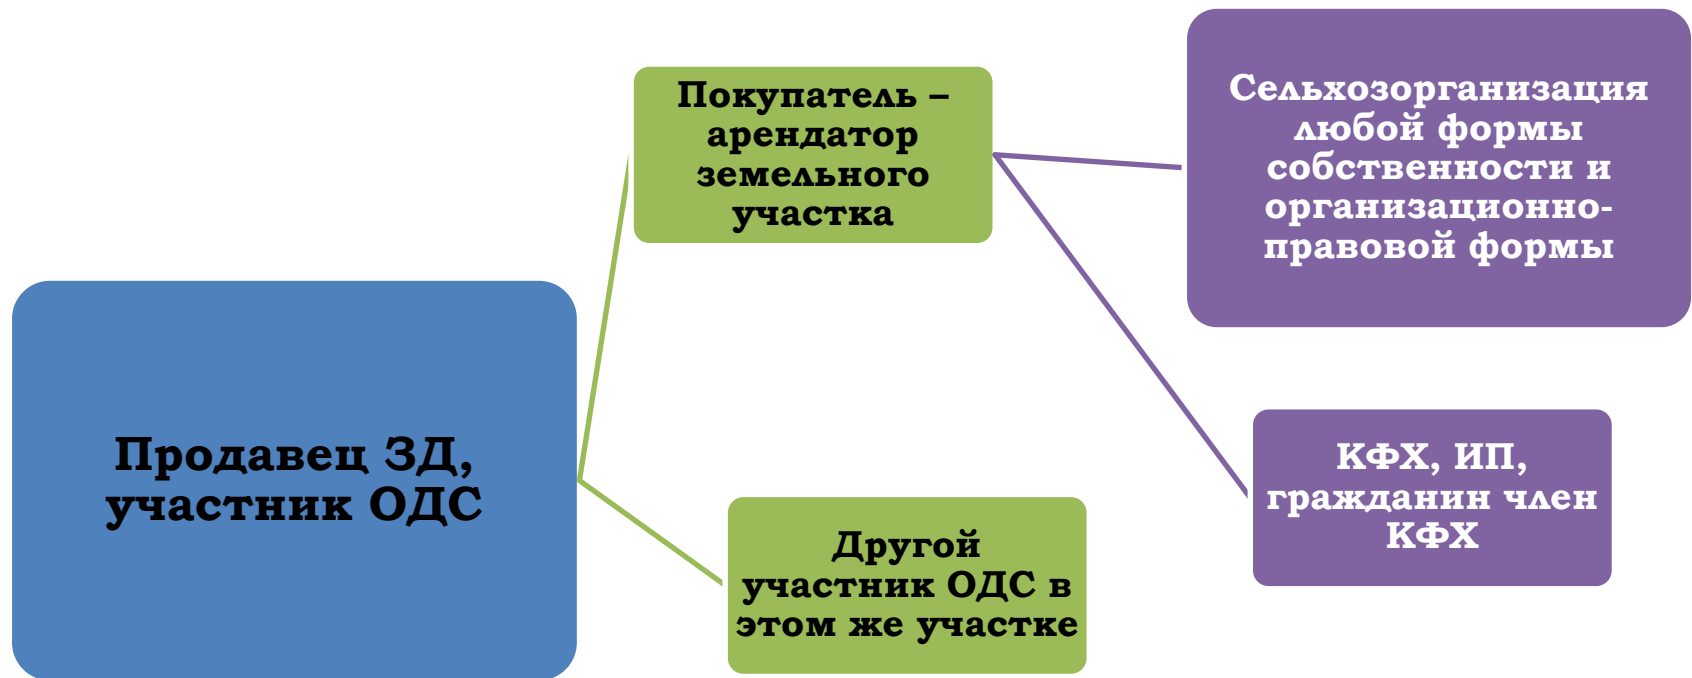 Продавец ЗД,
участник ОДС
Покупатель –
арендатор
земельного
участка
Другой
участник ОДС в
этом же участке
Сельхозорганизация
любой формы
собственности и
организационно-
правовой формы
КФХ, ИП,
гражданин член
КФХ